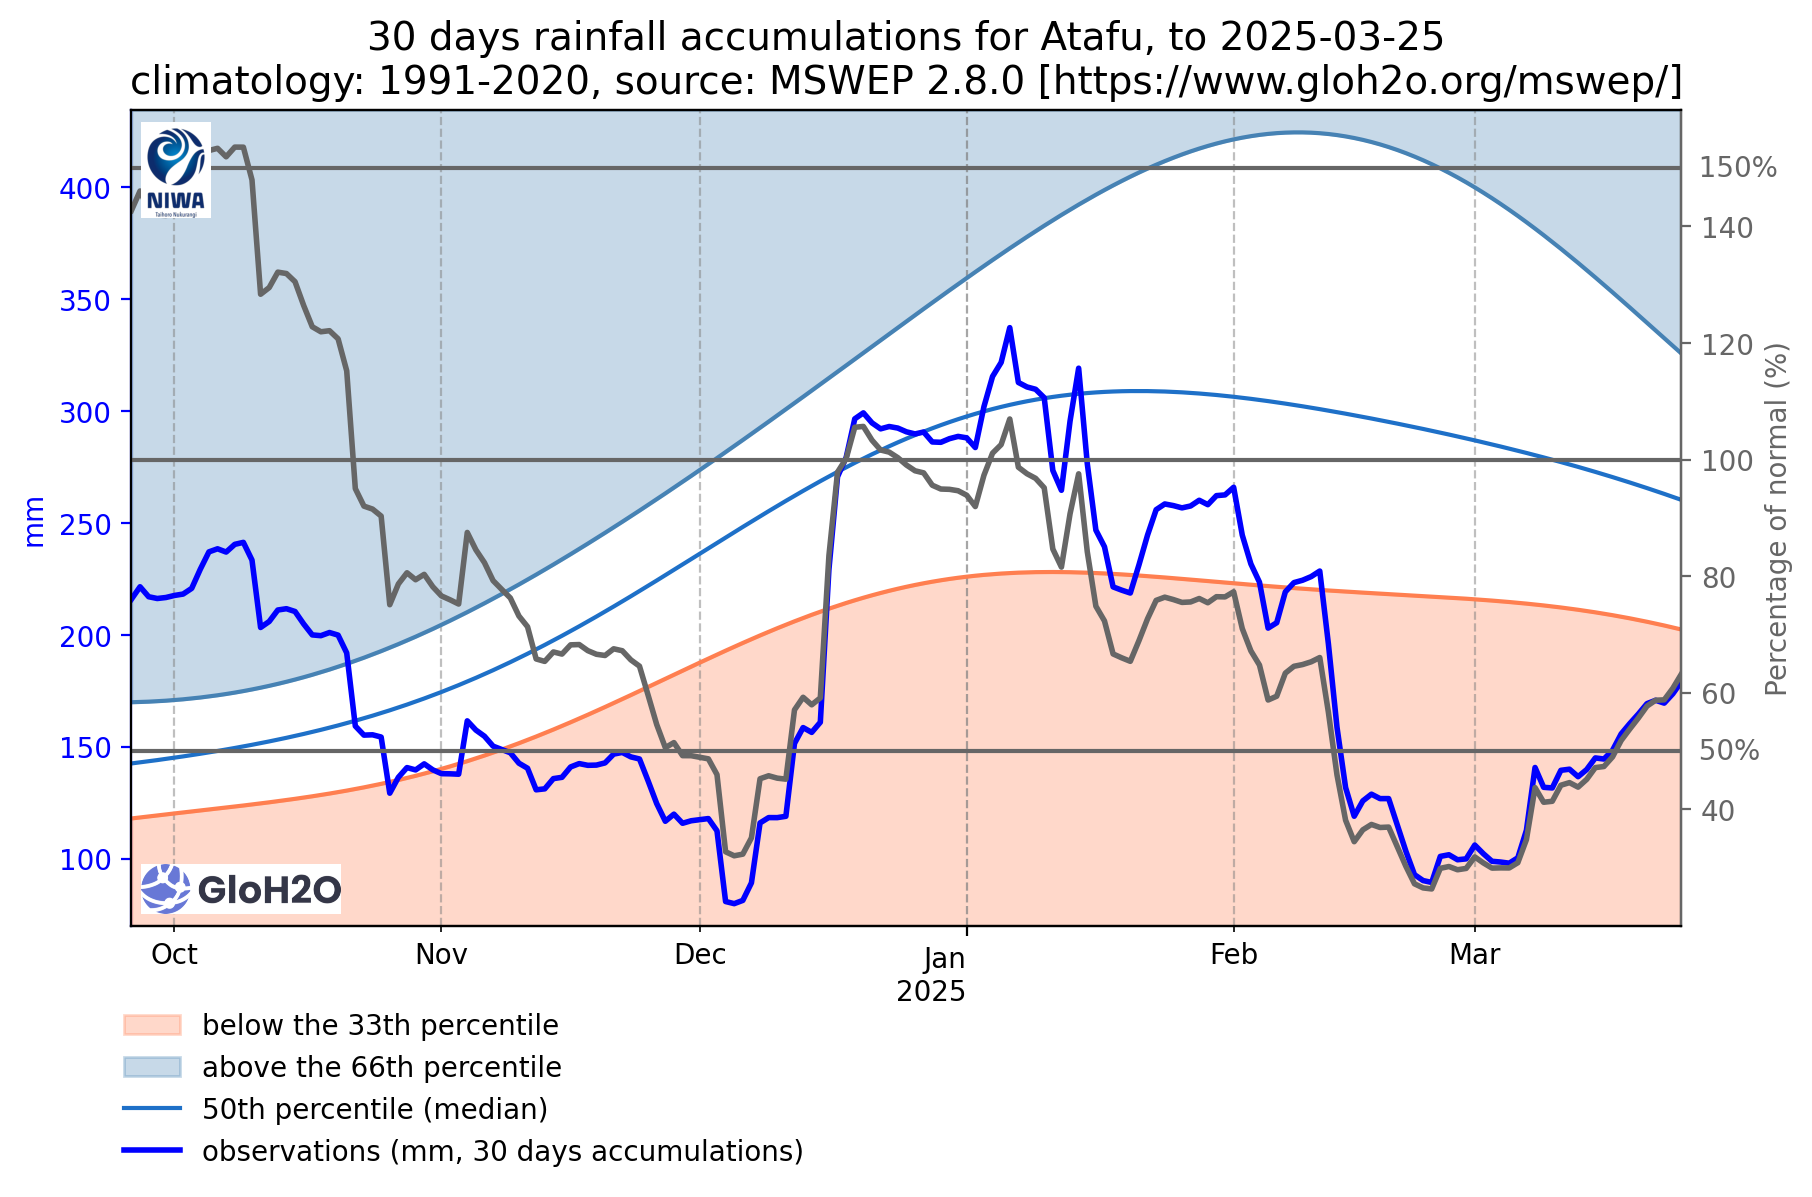 30 days rainfall accumulations for Atafu, to 2025-03-25
climatology: 1991-2020, source: MSWEP 2.8.0 [https://www.gloh2o.org/mswep/]
NIWA
Taihoro Nukurangi
400
350
300
250
200
150
100
mm
150%
140
120
100
80
60
50%
40
Percentage of normal (%)
GloH2O
Oct
Nov
Dec
Jan
2025
Feb
Mar
below the 33th percentile
above the 66th percentile
50th percentile (median)
observations (mm, 30 days accumulations)